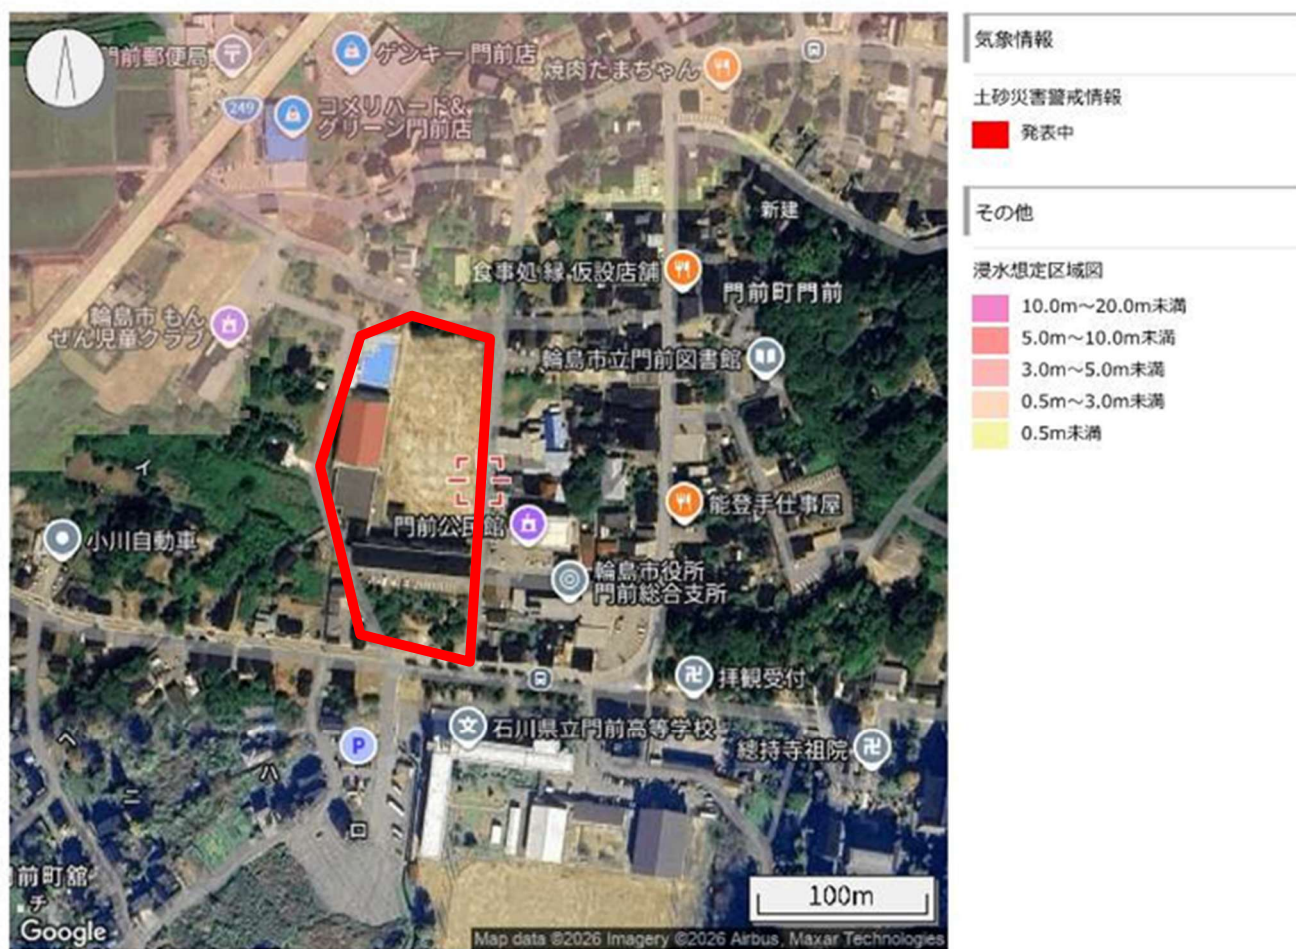 門前郵便局
ゲンキー 門前店
焼肉たまちゃん
249
コメリハード&
グリーン門前店
新建
食事処 縁 仮設店舗
門前町門前
輪島市 もん
ぜん児童クラブ
輪島市立門前図書館
イ
能登手仕事屋
門前公民館
小川自動車
輪島市役所
門前総合支所
拝観受付
石川県立門前高等学校
總持寺祖院
P
文
ヘ
ニ
ハ
ロ
前町館
チ
100m
Google
Map data ©2026 Imagery ©2026 Airbus, Maxar Technologies
気象情報
土砂災害警戒情報
発表中
その他
浸水想定区域図
10.0m~20.0m未満
5.0m~10.0m未満
3.0m~5.0m未満
0.5m~3.0m未満
0.5m未満